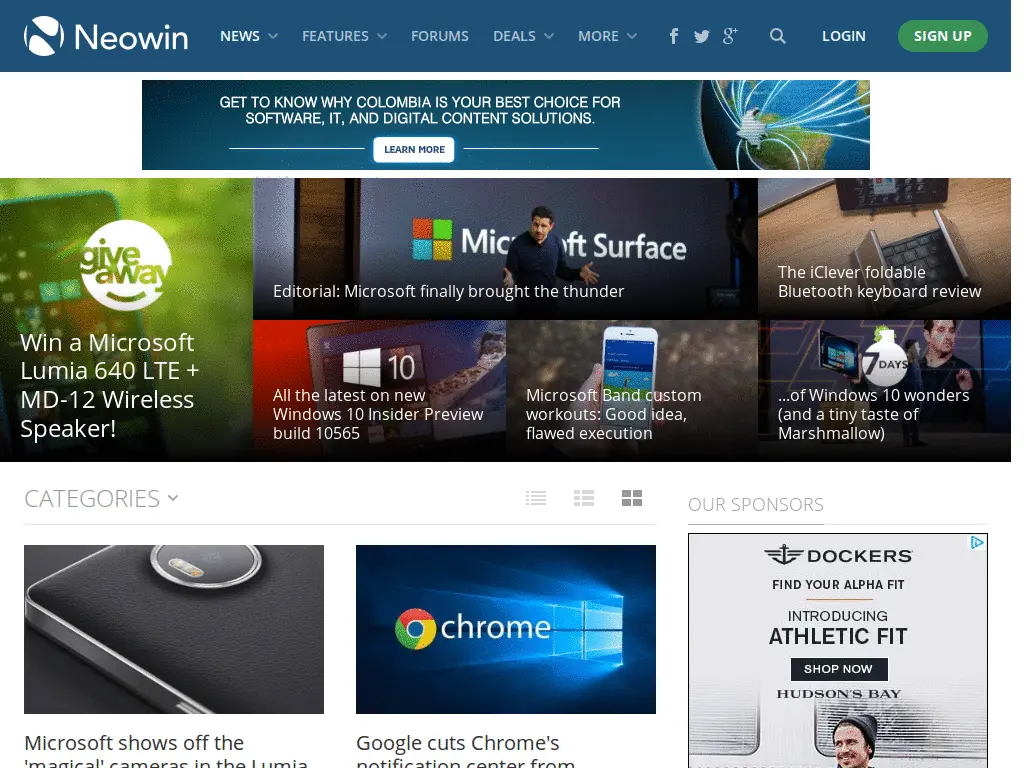 Neowin
NEWS
FEATURES
FORUMS
DEALS
MORE
LOGIN
SIGN UP
GET TO KNOW WHY COLOMBIA IS YOUR BEST CHOICE FOR
SOFTWARE, IT, AND DIGITAL CONTENT SOLUTIONS.
LEARN MORE
give
away
Win a Microsoft
Lumia 640 LTE +
MD-12 Wireless
Speaker!
Microsoft Surface
Editorial: Microsoft finally brought the thunder
The iClever foldable
Bluetooth keyboard review
10
All the latest on new
Windows 10 Insider Preview
build 10565
Microsoft Band custom
workouts: Good idea,
flawed execution
7 DAYS
...of Windows 10 wonders
(and a tiny taste of
Marshmallow)
CATEGORIES
OUR SPONSORS
chrome
Microsoft shows off the
'magical' cameras in the Lumia
Google cuts Chrome's
notification center from
DOCKERS
FIND YOUR ALPHA FIT
INTRODUCING
ATHLETIC FIT
SHOP NOW
HUDSON'S BAY